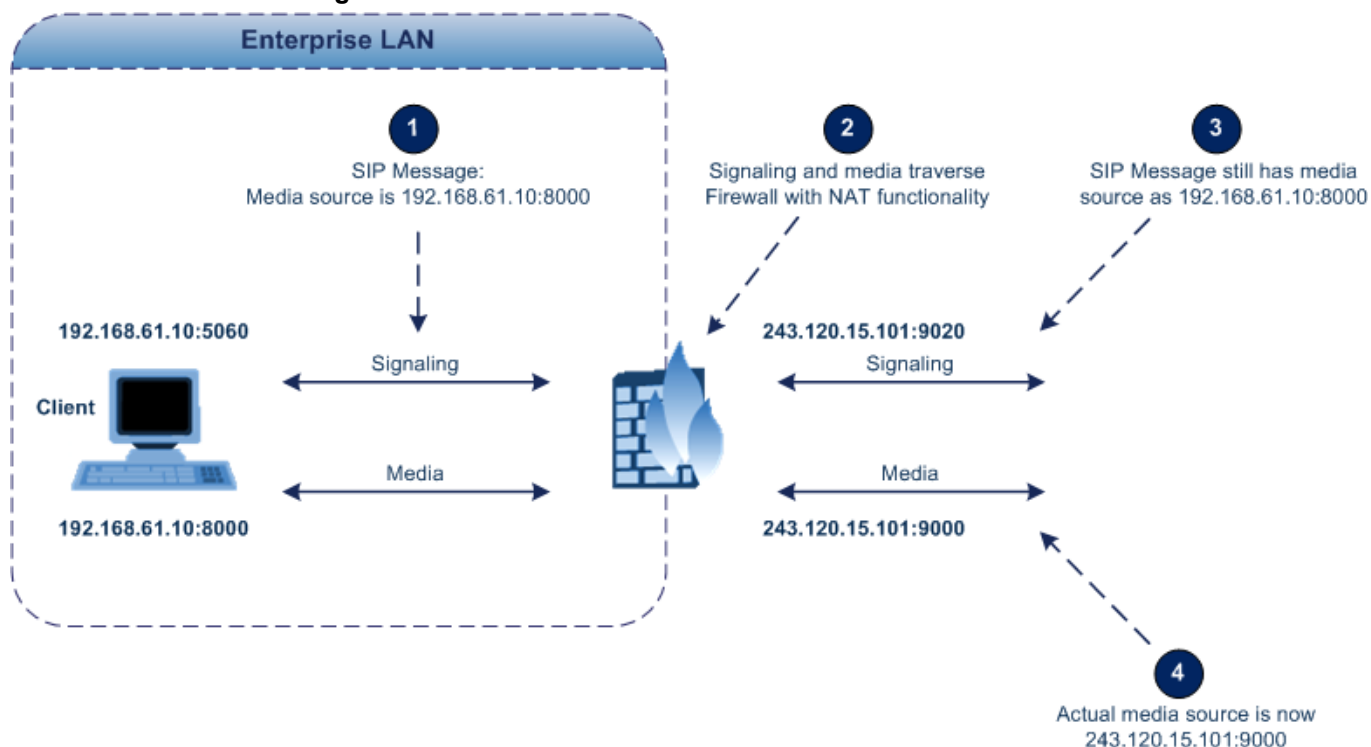 Enterprise LAN
1
SIP Message:
Media source is 192.168.61.10:8000
2
Signaling and media traverse
Firewall with NAT functionality
3
SIP Message still has media
source as 192.168.61.10:8000
192.168.61.10:5060
Signaling
243.120.15.101:9020
Signaling
Client
Media
Media
192.168.61.10:8000
243.120.15.101:9000
4
Actual media source is now
243.120.15.101:9000